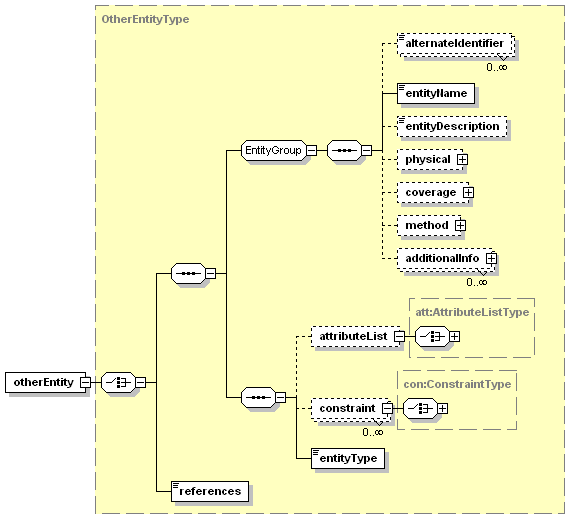 OtherEntityType
alternateIdentifier
0..∞
entityName
EntityGroup
entityDescription
physical
coverage
method
additionalInfo
0..∞
att:AttributeListType
attributeList
con:ConstraintType
otherEntity
constraint
0..∞
entityType
references